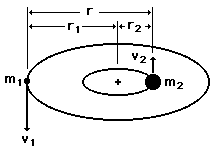 r
r₁ r₂
m₁ + v₂ m₂
v₁